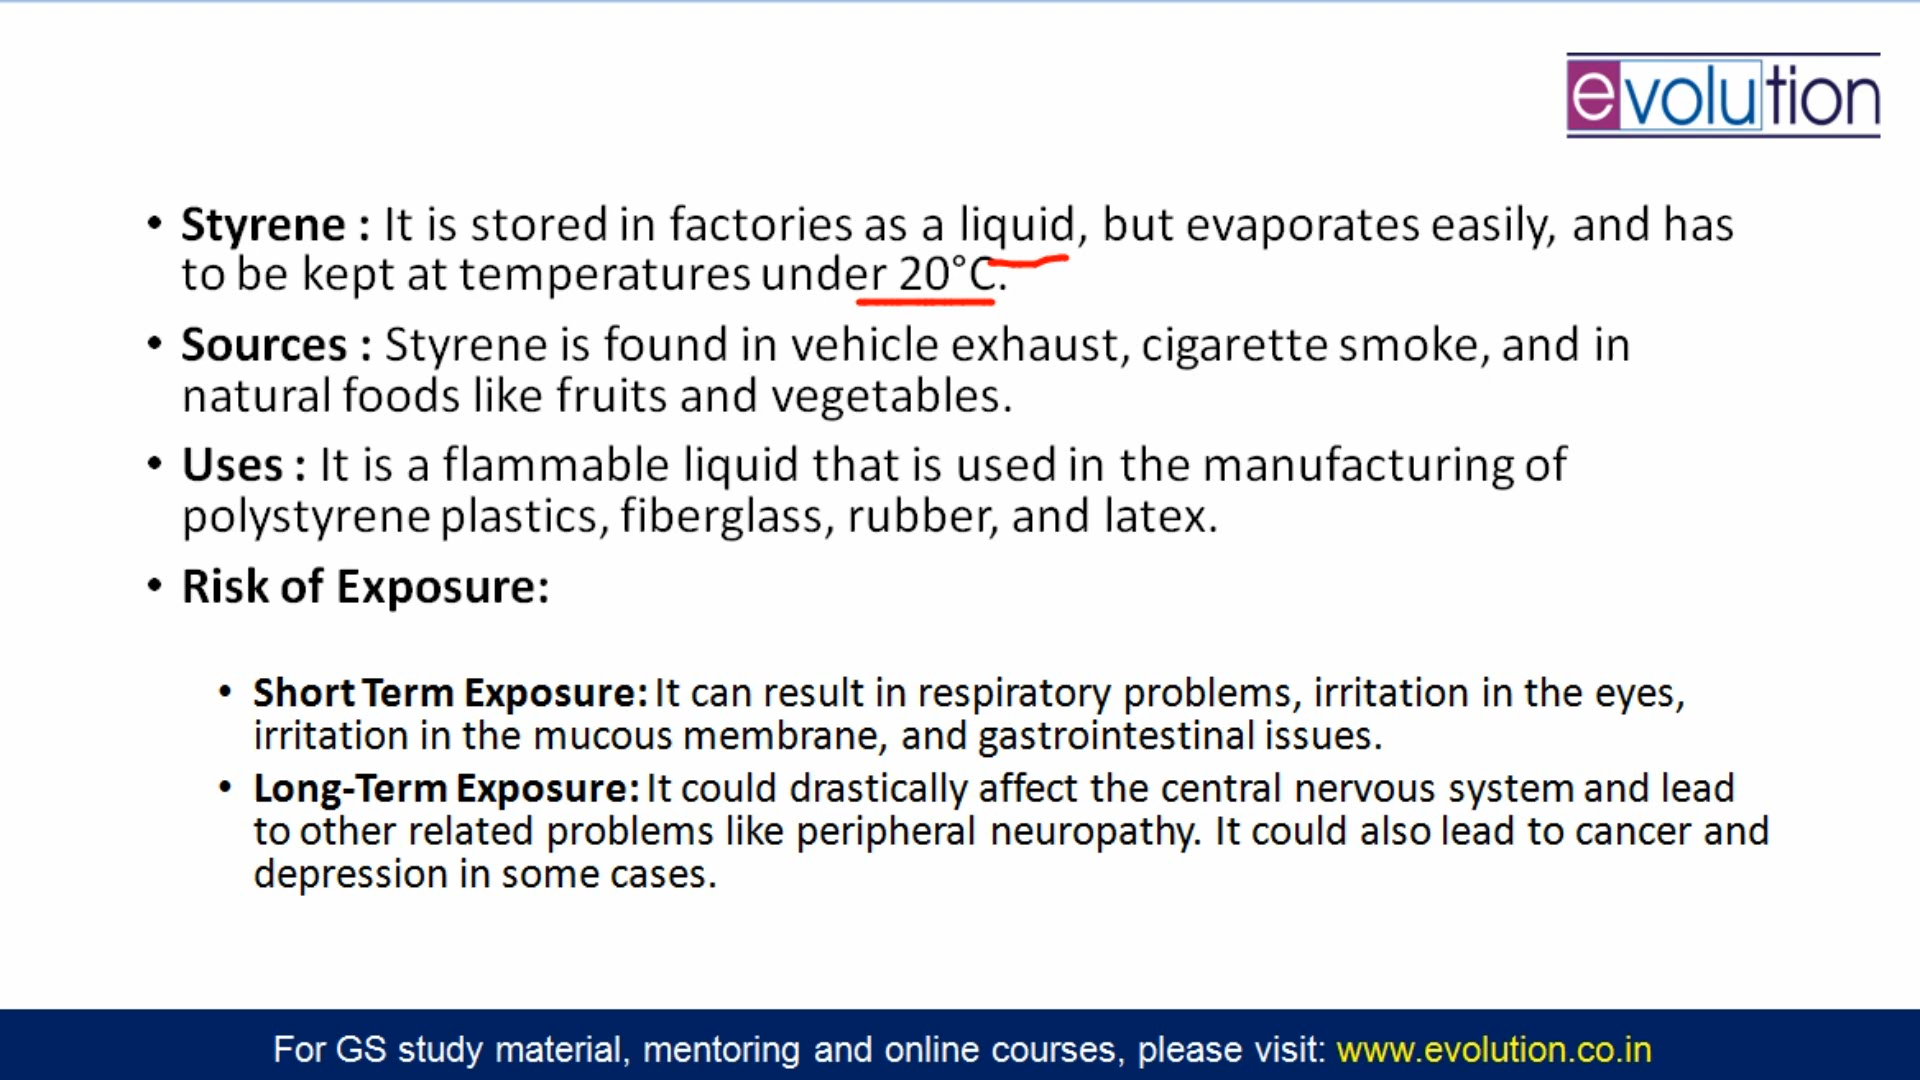 evolution
• Styrene : It is stored in factories as a liquid, but evaporates easily, and has
to be kept at temperatures under 20°C.
• Sources : Styrene is found in vehicle exhaust, cigarette smoke, and in
natural foods like fruits and vegetables.
• Uses : It is a flammable liquid that is used in the manufacturing of
polystyrene plastics, fiberglass, rubber, and latex.
• Risk of Exposure:
• Short Term Exposure: It can result in respiratory problems, irritation in the eyes,
irritation in the mucous membrane, and gastrointestinal issues.
• Long-Term Exposure: It could drastically affect the central nervous system and lead
to other related problems like peripheral neuropathy. It could also lead to cancer and
depression in some cases.
For GS study material, mentoring and online courses, please visit: www.evolution.co.in